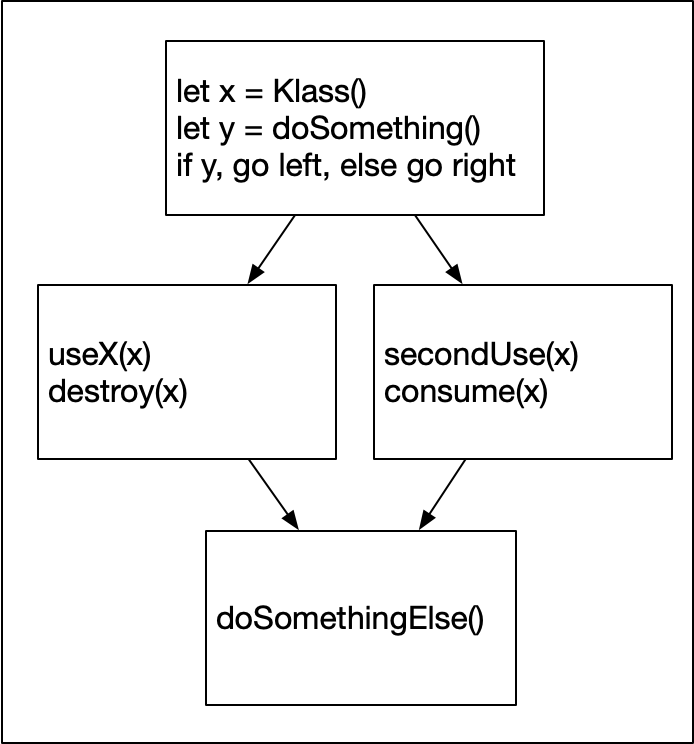 let x = Klass()
let y = doSomething()
if y, go left, else go right
useX(x)
destroy(x)
secondUse(x)
consume(x)
doSomethingElse()